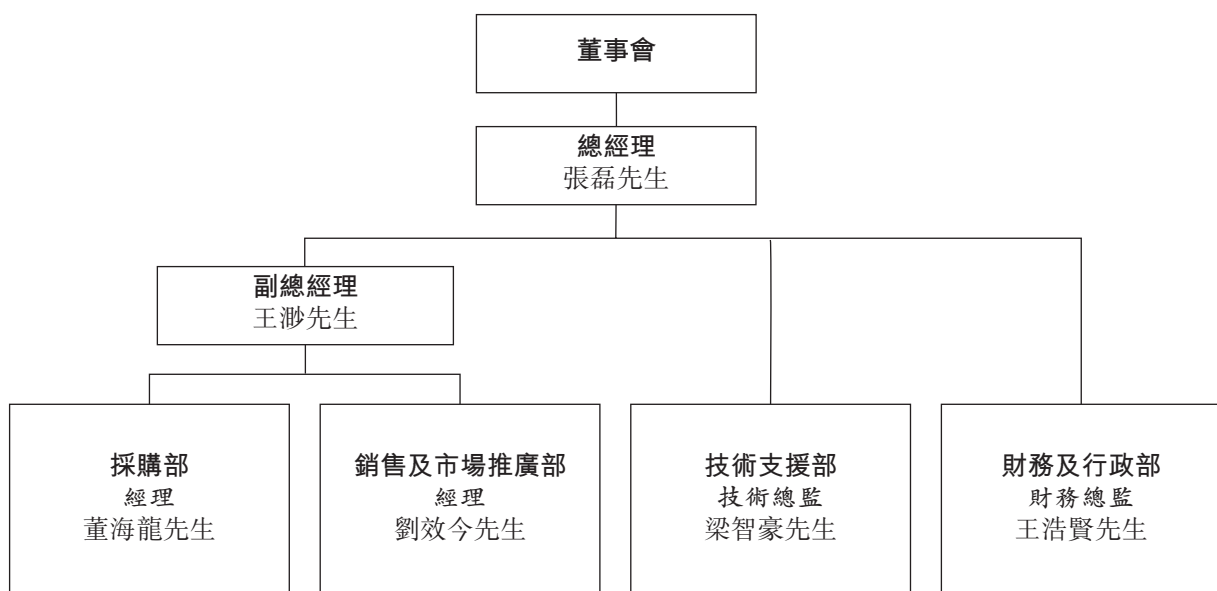 董事會
總經理
張磊先生
副總經理
王渺先生
採購部
經理
董海龍先生
銷售及市場推廣部
經理
劉效今先生
技術支援部
技術總監
梁智豪先生
財務及行政部
財務總監
王浩賢先生